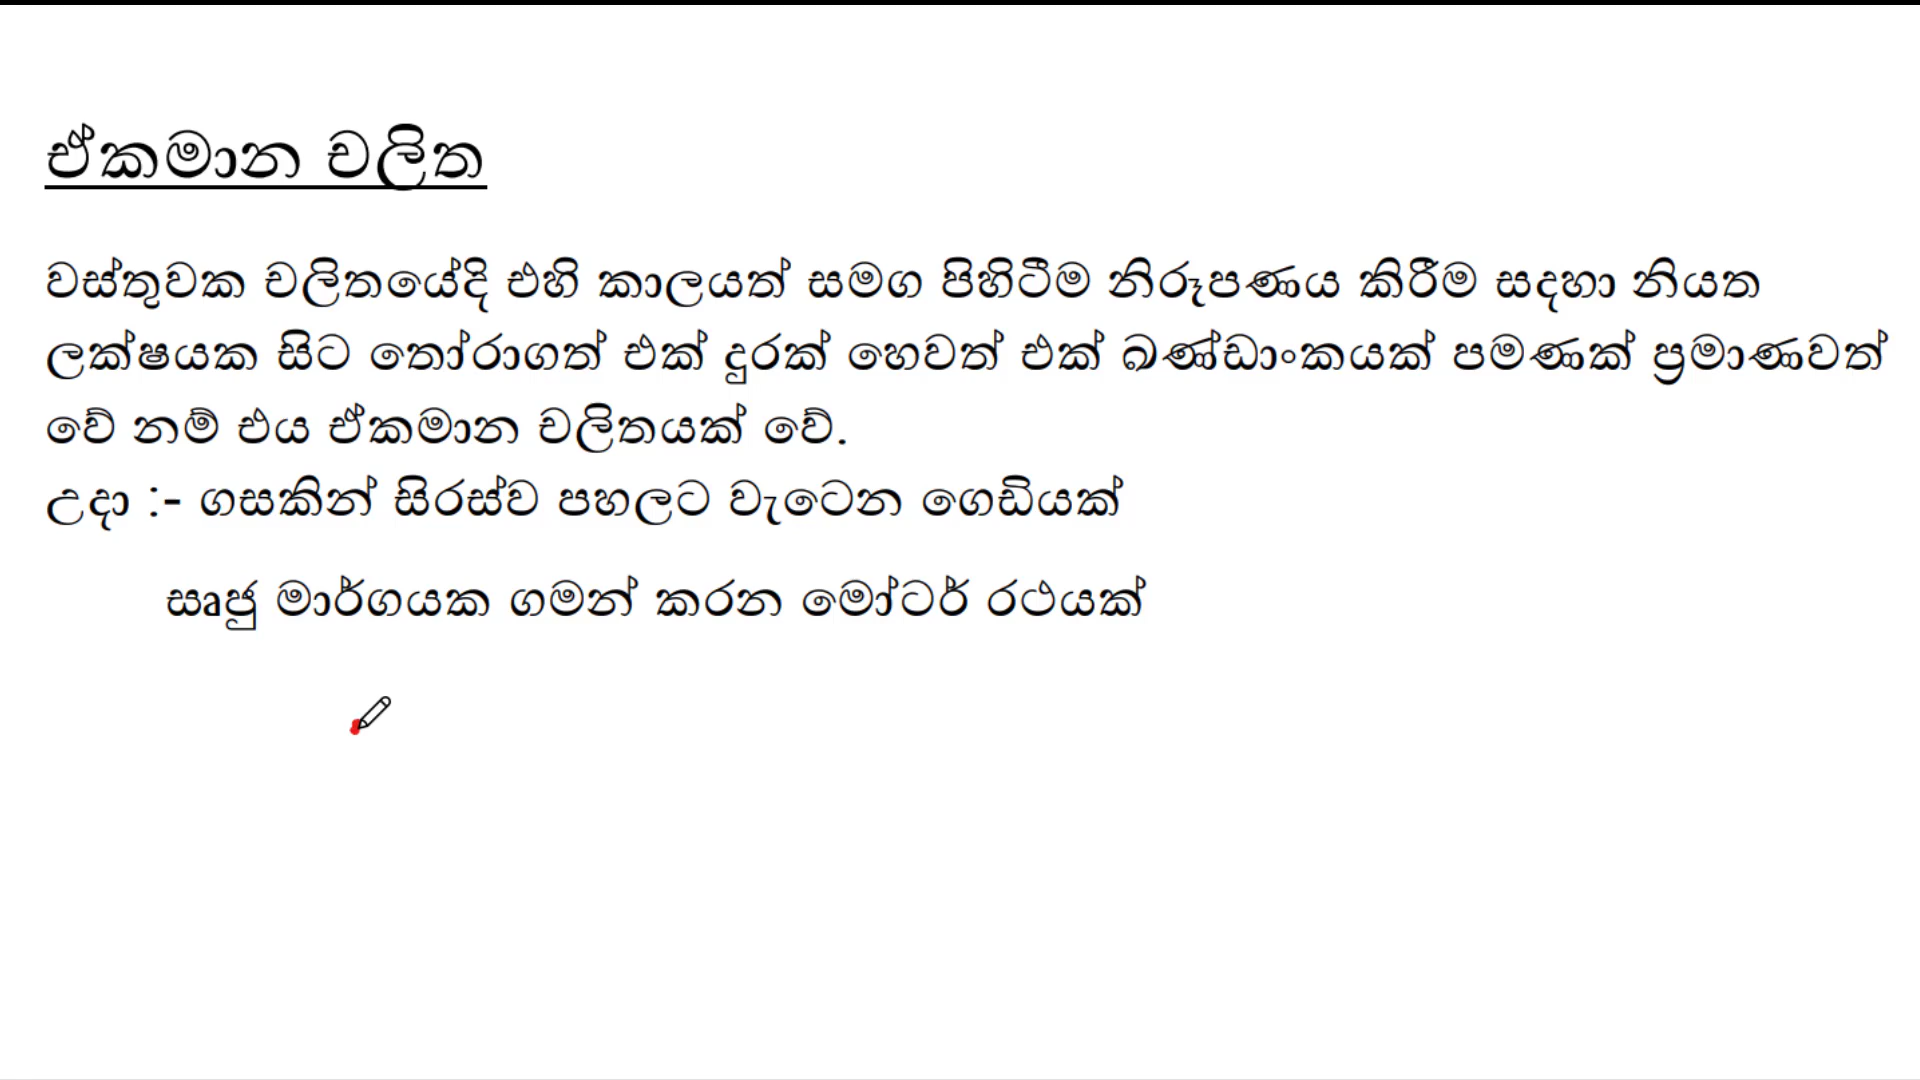 ඒකමාන චලිත
වස්තුවක චලිතයේදි එහි කාලයත් සමග පිහිටීම නිරූපණය කිරීම සදහා නියත
ලක්ෂයක සිට තෝරාගත් එක් දුරක් හෙවත් එක් ඛණ්ඩාංකයක් පමණක් ප්‍රමාණවත්
වේ නම් එය ඒකමාන චලිතයක් වේ.
උදා :- ගසකින් සිරස්ව පහලට වැටෙන ගෙඩියක්
සෘජු මාර්ගයක ගමන් කරන මෝටර් රථයක්